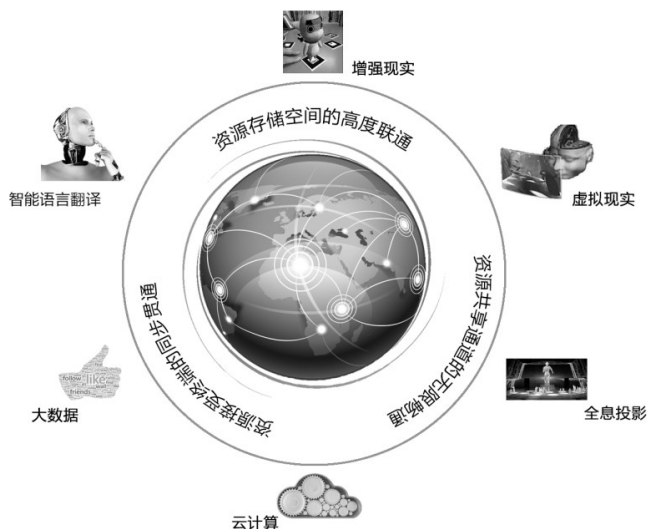 增强现实
资源存储空间的高度联通
智能语言翻译
虚拟现实
资源共享通道的无限畅通
资源接受终端的同步贯通
follow
like
friends
大数据
全息投影
云计算